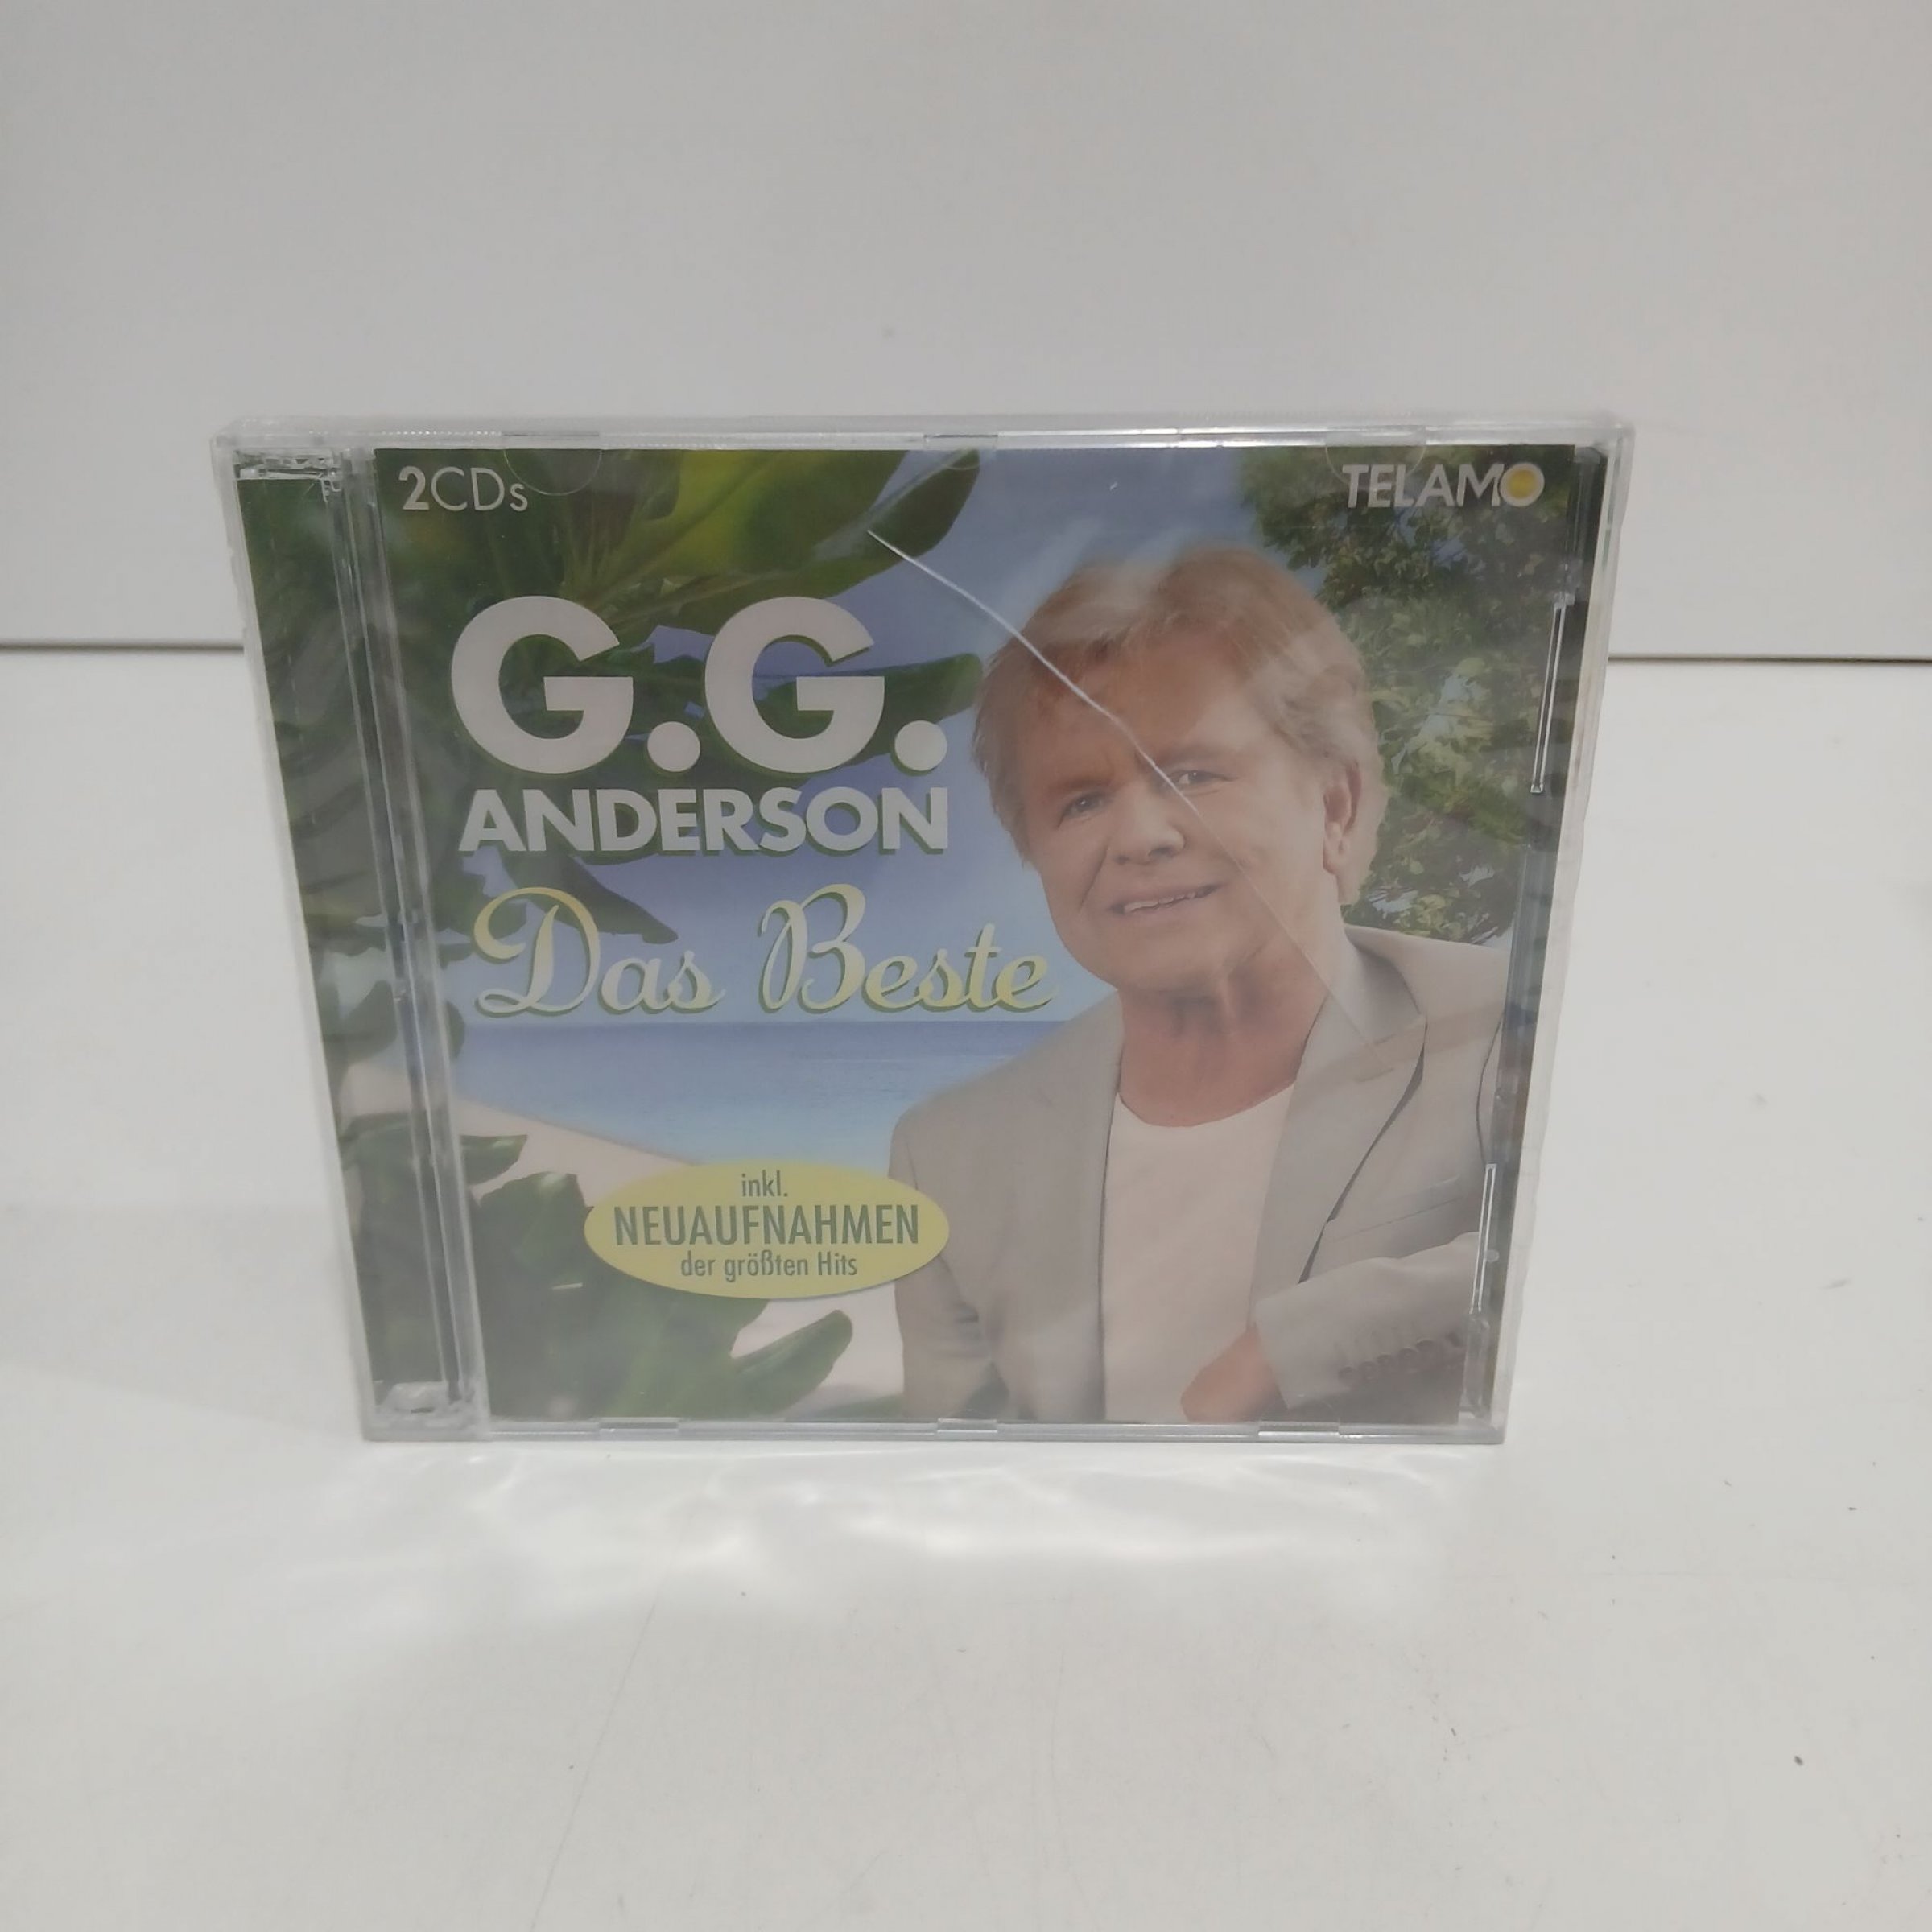 2CDs
TELAMO
G.G.
ANDERSON
Das Beste
inkl.
NEUAUFNAHMEN
der größten Hits